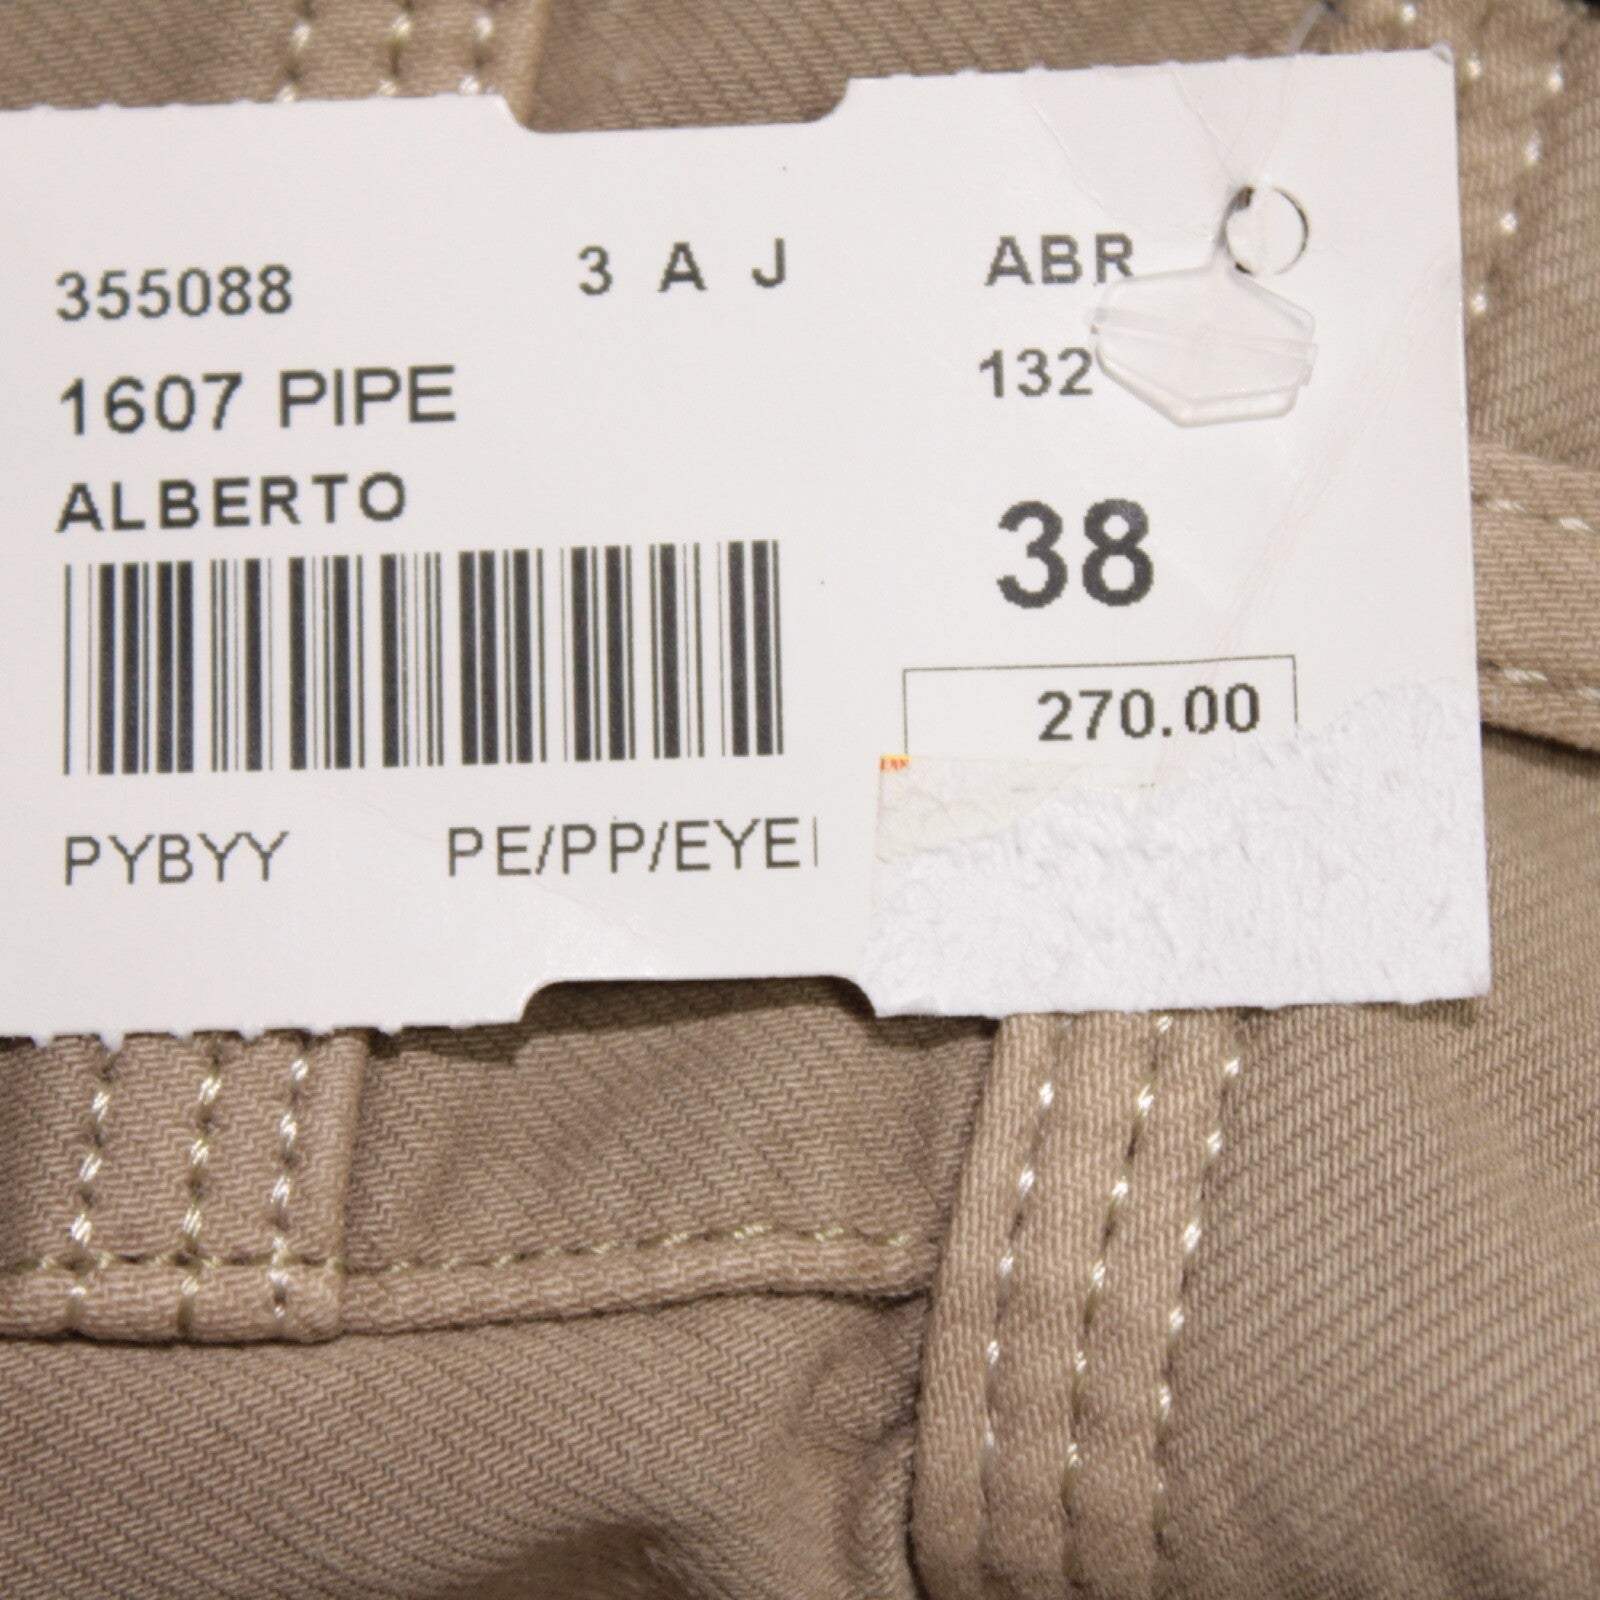 355088 3 A J ABR
1607 PIPE 132
ALBERTO
38
270.00
PYBYY PE/PP/EYE